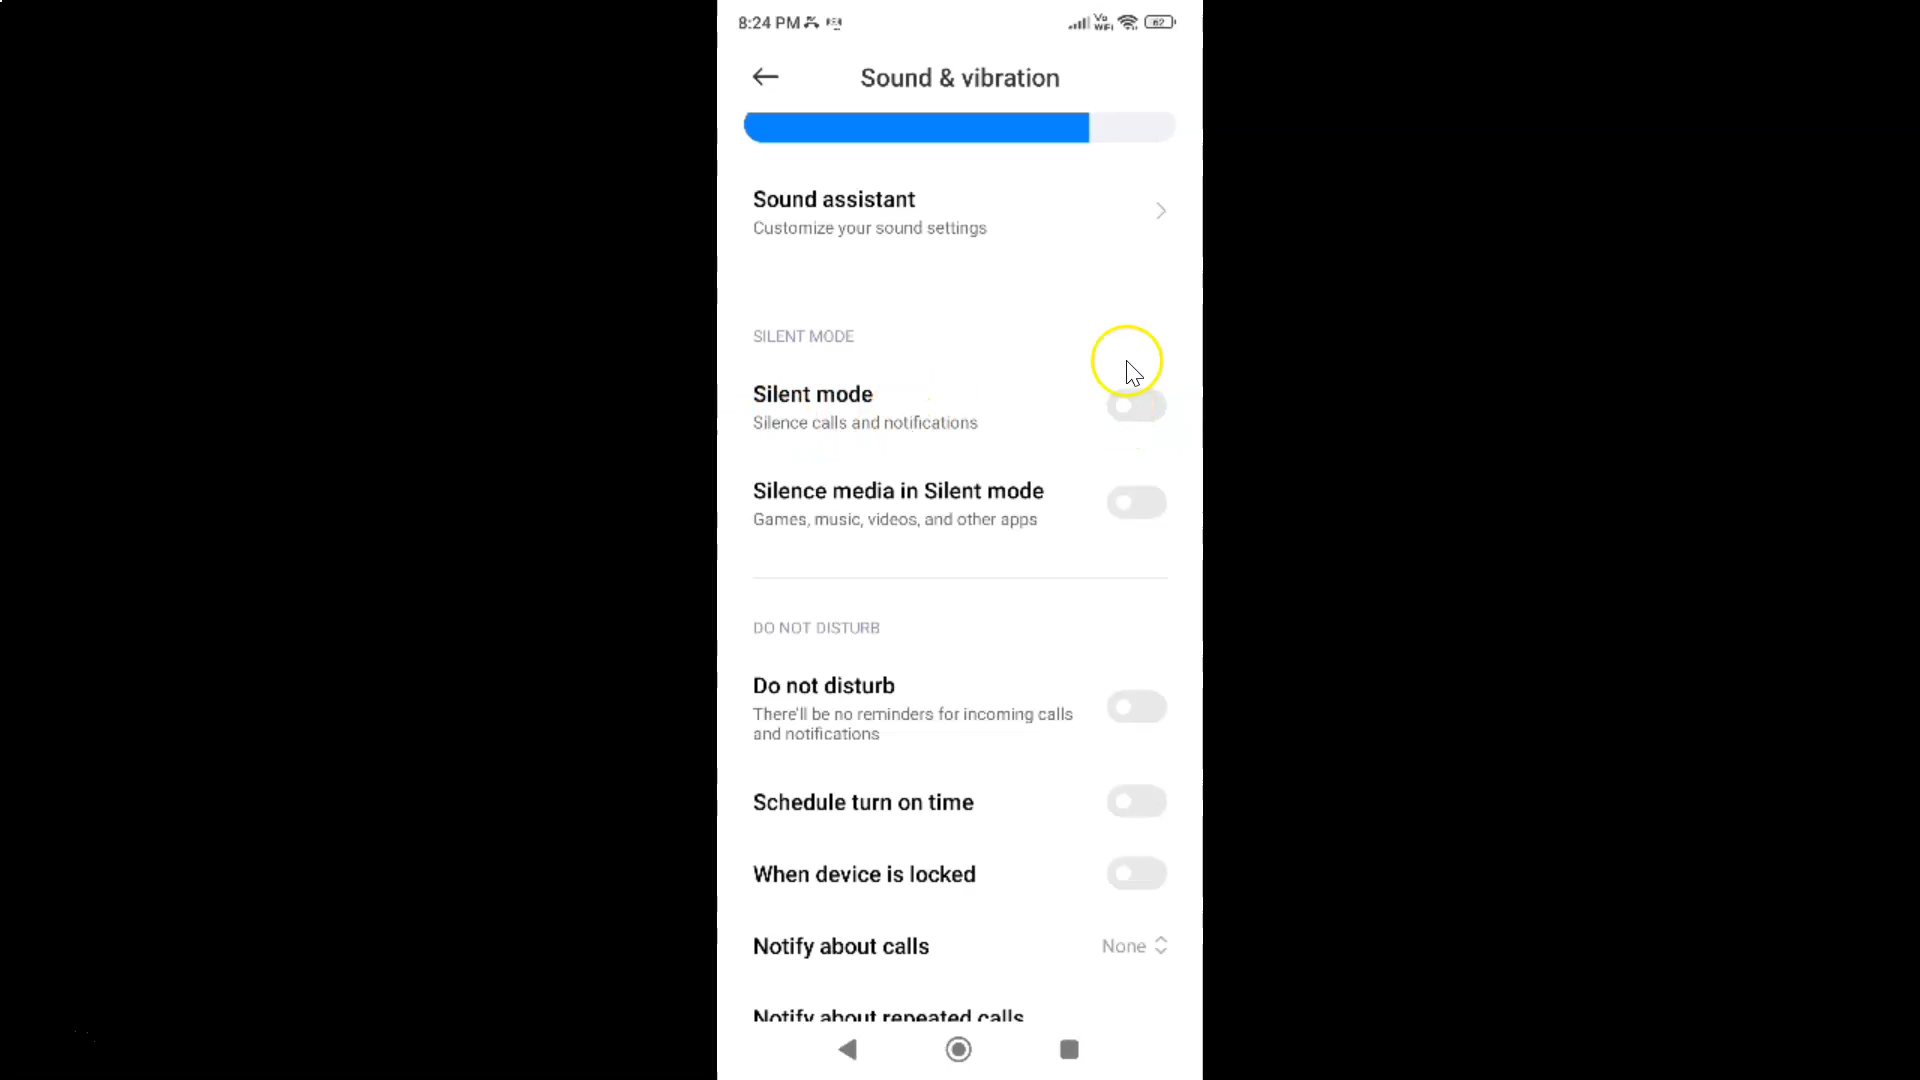 8:24 PM
Vo
WiFi
62
Sound & vibration
Sound assistant
Customize your sound settings
SILENT MODE
Silent mode
Silence calls and notifications
Silence media in Silent mode
Games, music, videos, and other apps
DO NOT DISTURB
Do not disturb
There'll be no reminders for incoming calls
and notifications
Schedule turn on time
When device is locked
Notify about calls
None
Notify about repeated calls